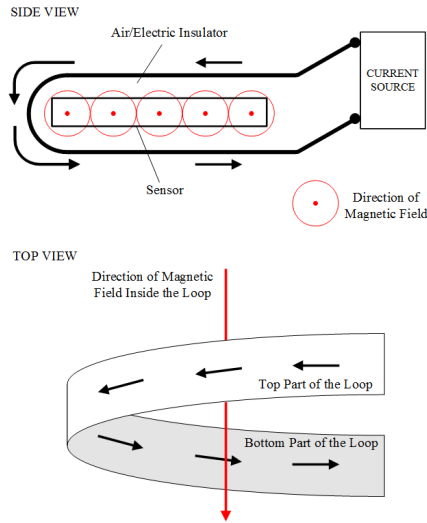 SIDE VIEW
Air/Electric Insulator
CURRENT
SOURCE
Sensor
Direction of
Magnetic Field
TOP VIEW
Direction of Magnetic
Field Inside the Loop
Top Part of the Loop
Bottom Part of the Loop